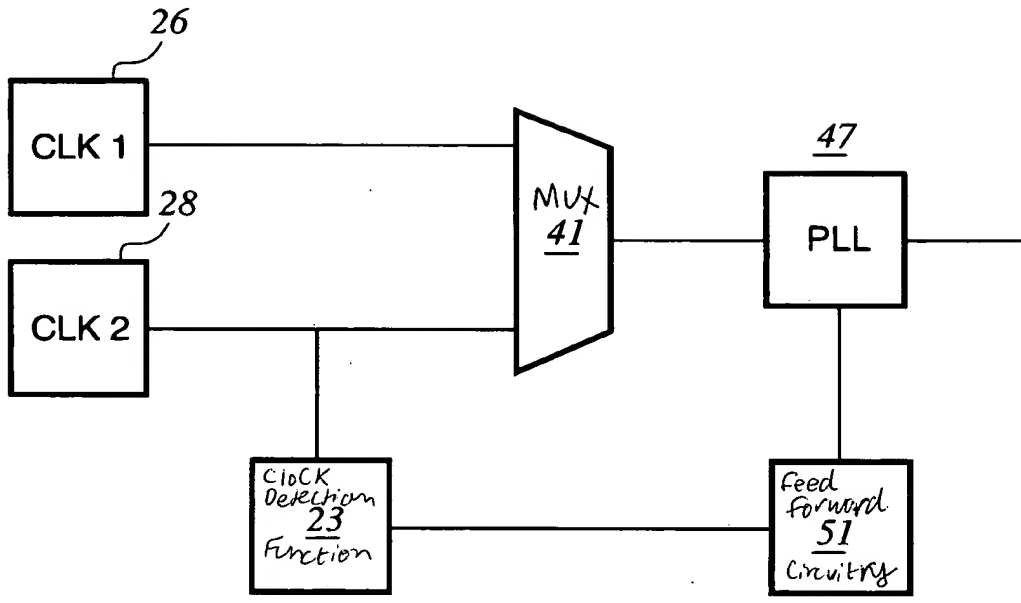 26
CLK 1
28
CLK 2
MUX
41
47
PLL
Clock
Detection
23
Function
Feed
Forward
51
Circuitry